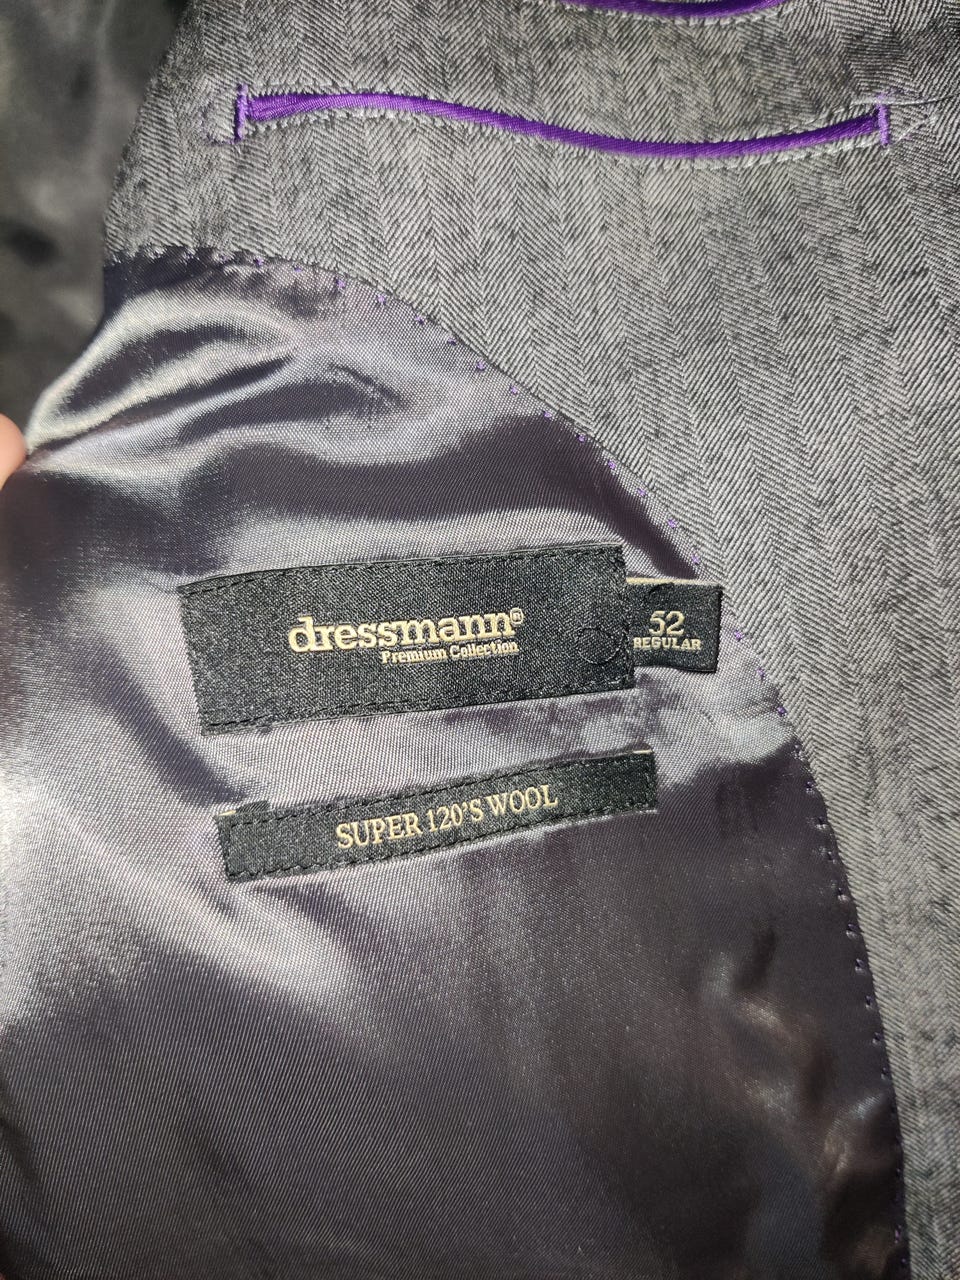 dressmann®
Premium Collection
52
REGULAR
SUPER 120'S WOOL